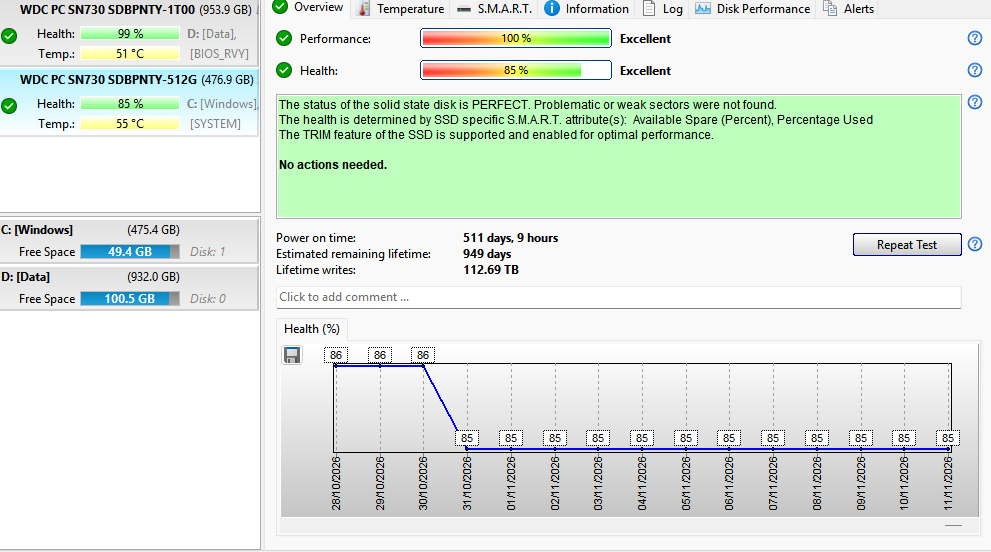 WDC PC SN730 SDBPNTY-1T00 (953.9 GB)
Health: 99 % D: [Data],
Temp.: 51 °C [BIOS_RVY]
WDC PC SN730 SDBPNTY-512G (476.9 GB)
Health: 85 % C: [Windows],
Temp.: 55 °C [SYSTEM]
C: [Windows] (475.4 GB)
Free Space 49.4 GB Disk: 1
D: [Data] (932.0 GB)
Free Space 100.5 GB Disk: 0
Overview Temperature S.M.A.R.T. Information Log Disk Performance Alerts
Performance: 100 % Excellent ?
Health: 85 % Excellent ?
The status of the solid state disk is PERFECT. Problematic or weak sectors were not found. ?
The health is determined by SSD specific S.M.A.R.T. attribute(s): Available Spare (Percent), Percentage Used
The TRIM feature of the SSD is supported and enabled for optimal performance.
No actions needed.
Power on time: 511 days, 9 hours
Estimated remaining lifetime: 949 days
Lifetime writes: 112.69 TB
Repeat Test ?
Click to add comment ...
Health (%)
86 86 86 85 85 85 85 85 85 85 85 85 85 85 85
28/10/2026 29/10/2026 30/10/2026 31/10/2026 01/11/2026 02/11/2026 03/11/2026 04/11/2026 05/11/2026 06/11/2026 07/11/2026 08/11/2026 09/11/2026 10/11/2026 11/11/2026